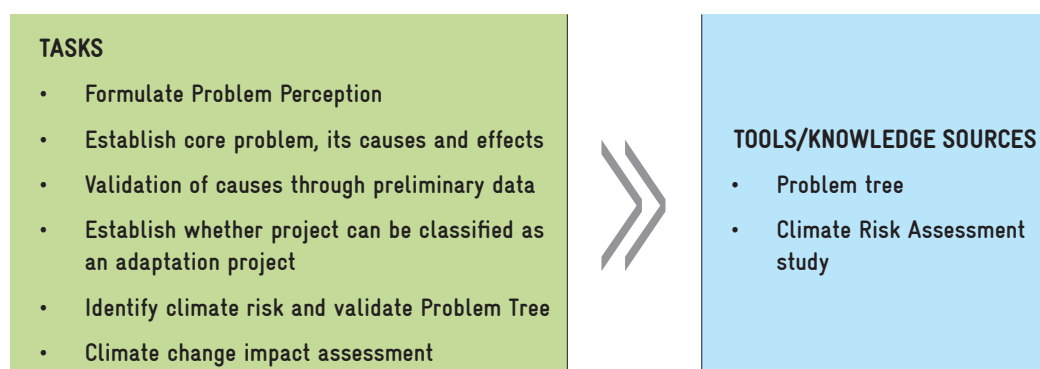 TASKS
• Formulate Problem Perception
• Establish core problem, its causes and effects
• Validation of causes through preliminary data
• Establish whether project can be classified as
an adaptation project
• Identify climate risk and validate Problem Tree
• Climate change impact assessment
TOOLS/KNOWLEDGE SOURCES
• Problem tree
• Climate Risk Assessment
study